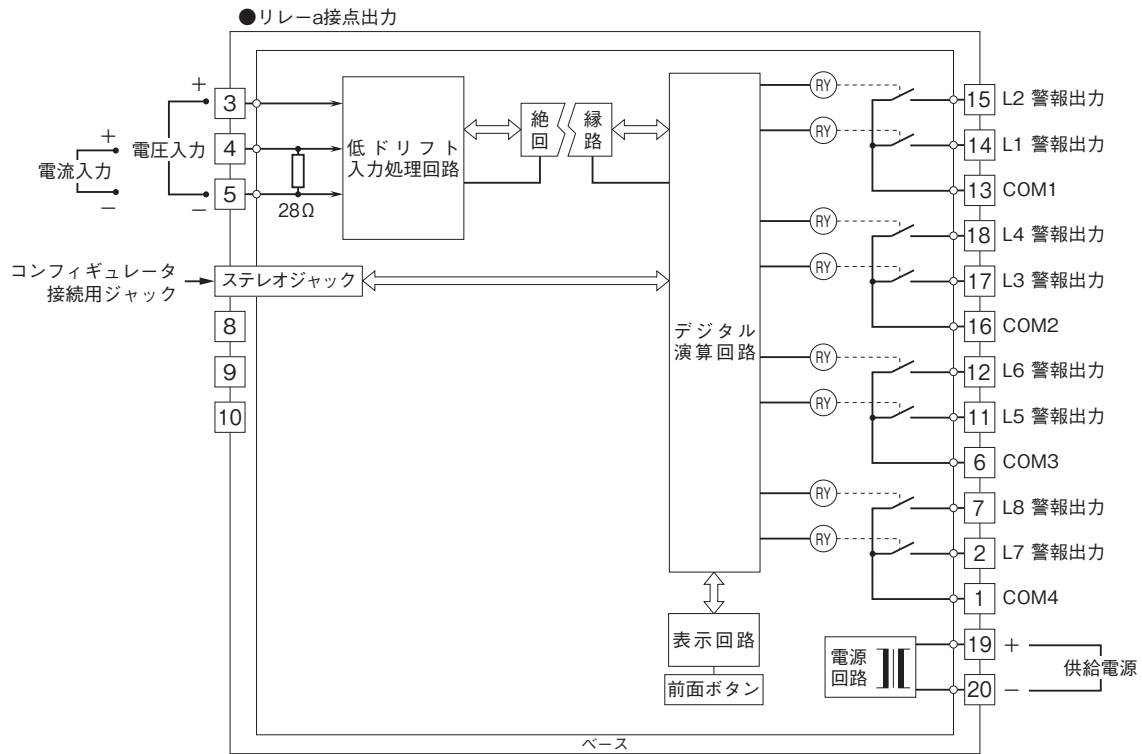 ●リレーa接点出力
+
3
電圧入力
4
−
5
+
電流入力
−
28Ω
低ドリフト
入力処理回路
絶
回
縁
路
コンフィギュレータ
接続用ジャック
ステレオジャック
8
9
10
デジタル
演算回路
表示回路
前面ボタン
RY
15 L2 警報出力
RY
14 L1 警報出力
13 COM1
RY
18 L4 警報出力
RY
17 L3 警報出力
16 COM2
RY
12 L6 警報出力
RY
11 L5 警報出力
6 COM3
RY
7 L8 警報出力
RY
2 L7 警報出力
1 COM4
電源
回路
19 +
供給電源
20 −
ベース